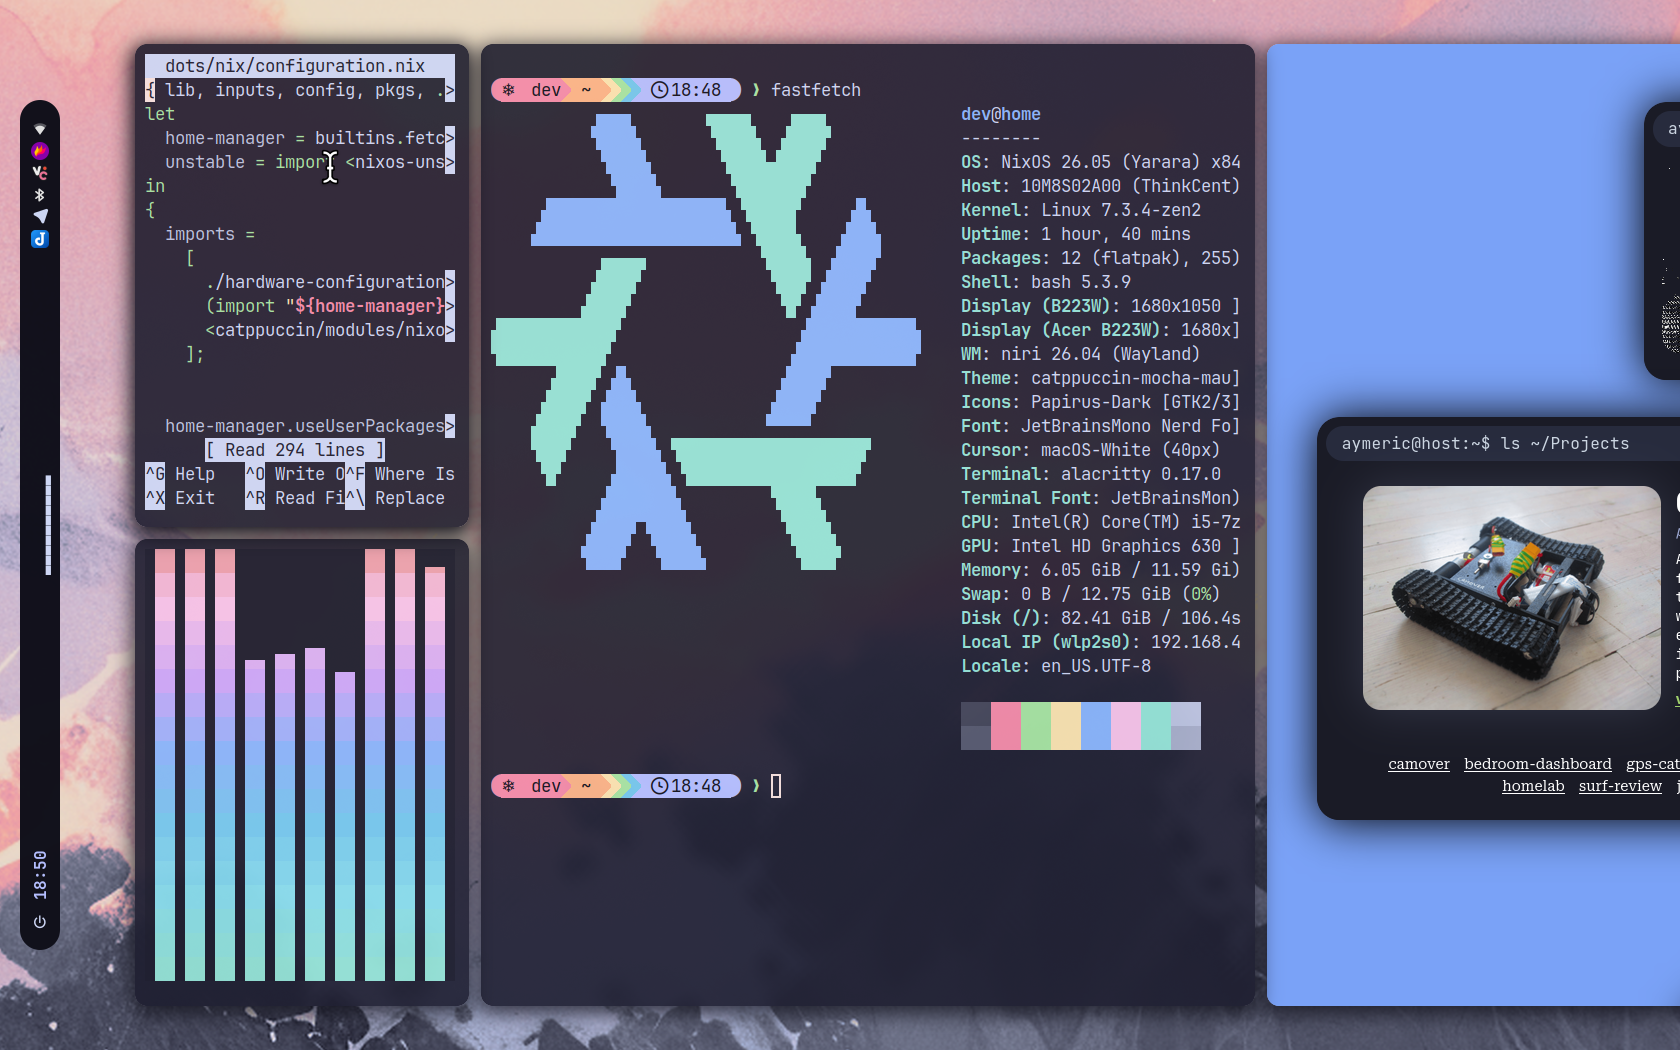 18:50
dots/nix/configuration.nix
{ lib, inputs, config, pkgs, .>
let
home-manager = builtins.fetc>
unstable = import <nixos-uns>
in
{
imports =
[
./hardware-configuration>
(import "${home-manager}>
<catppuccin/modules/nixo>
];
home-manager.useUserPackages>
[ Read 294 lines ]
^G Help ^O Write O^F Where Is
^X Exit ^R Read Fi^\ Replace
dev ~ 18:48 ❯ fastfetch
dev@home
--------
OS: NixOS 26.05 (Yarara) x84
Host: 10M8S02A00 (ThinkCent)
Kernel: Linux 7.3.4-zen2
Uptime: 1 hour, 40 mins
Packages: 12 (flatpak), 255)
Shell: bash 5.3.9
Display (B223W): 1680x1050 ]
Display (Acer B223W): 1680x]
WM: niri 26.04 (Wayland)
Theme: catppuccin-mocha-mau]
Icons: Papirus-Dark [GTK2/3]
Font: JetBrainsMono Nerd Fo]
Cursor: macOS-White (40px)
Terminal: alacritty 0.17.0
Terminal Font: JetBrainsMon)
CPU: Intel(R) Core(TM) i5-7z
GPU: Intel HD Graphics 630 ]
Memory: 6.05 GiB / 11.59 Gi)
Swap: 0 B / 12.75 GiB (0%)
Disk (/): 82.41 GiB / 106.4s
Local IP (wlp2s0): 192.168.4
Locale: en_US.UTF-8
dev ~ 18:48 ❯
aymeric@host:~$ ls ~/Projects
camover bedroom-dashboard gps-cat
homelab surf-review